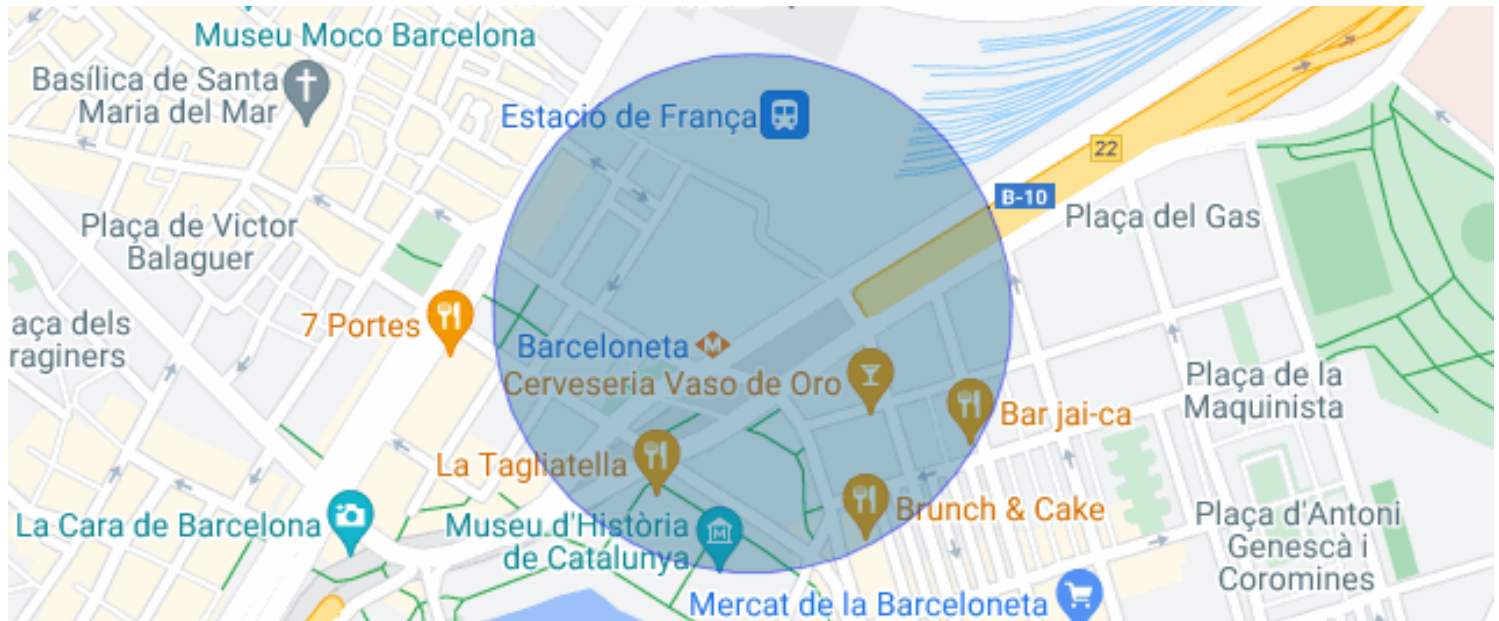 Museu Moco Barcelona
Basílica de Santa
Maria del Mar
Estació de França
22
B-10
Plaça del Gas
Plaça de Victor
Balaguer
7 Portes
aça dels
raginers
Barceloneta
M
Cerveseria Vaso de Oro
Plaça de la
Maquinista
Bar jai-ca
La Tagliatella
Brunch & Cake
La Cara de Barcelona
Museu d'Història
de Catalunya
M
Plaça d'Antoni
Genescà i
Coromines
Mercat de la Barceloneta